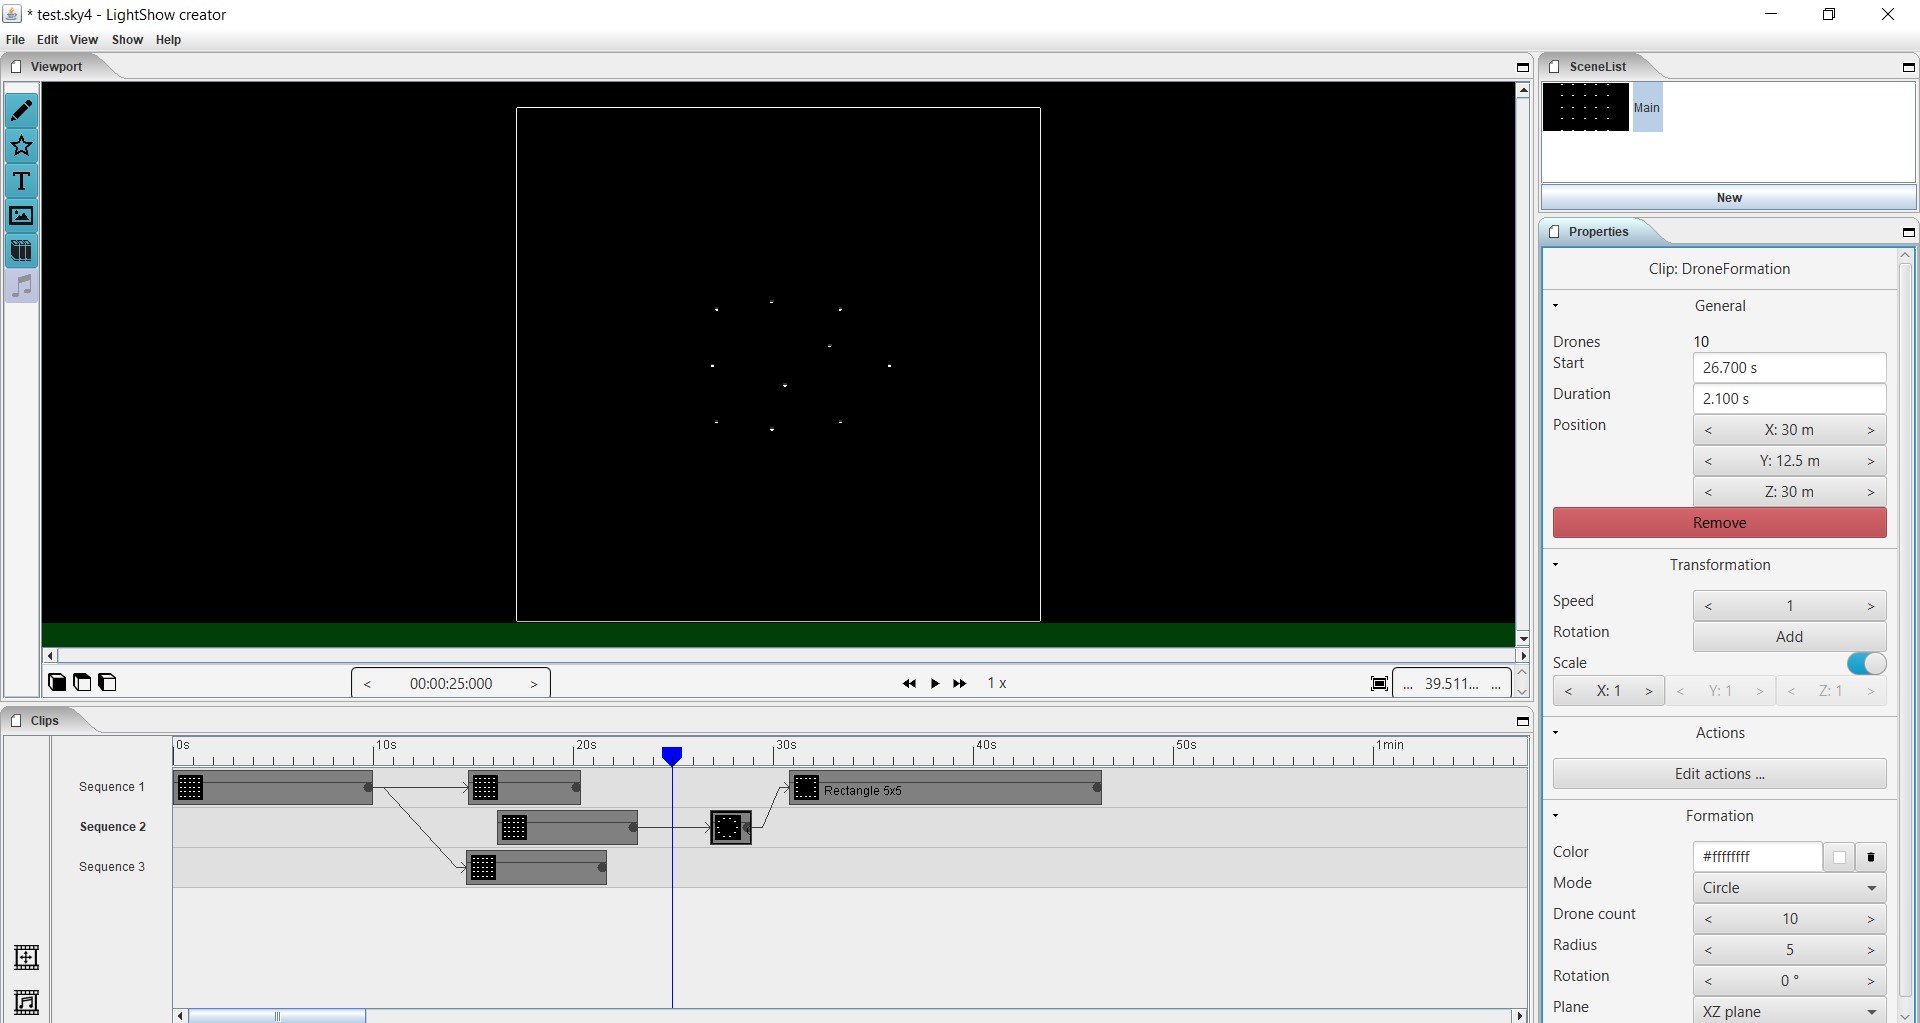 * test.sky4 - LightShow creator
File Edit View Show Help
Viewport
T
< 00:00:25:000 >
1 x
... 39.511... ...
SceneList
Main
New
Properties
Clip: DroneFormation
General
Drones 10
Start 26.700 s
Duration 2.100 s
Position < X: 30 m >
< Y: 12.5 m >
< Z: 30 m >
Remove
Transformation
Speed < 1 >
Rotation Add
Scale
< X: 1 > < Y: 1 > < Z: 1 >
Actions
Edit actions ...
Formation
Color #ffffffff
Mode Circle
Drone count < 10 >
Radius < 5 >
Rotation < 0 ° >
Plane XZ plane
Clips
0s 10s 20s 30s 40s 50s 1min
Sequence 1 Rectangle 5x5
Sequence 2
Sequence 3